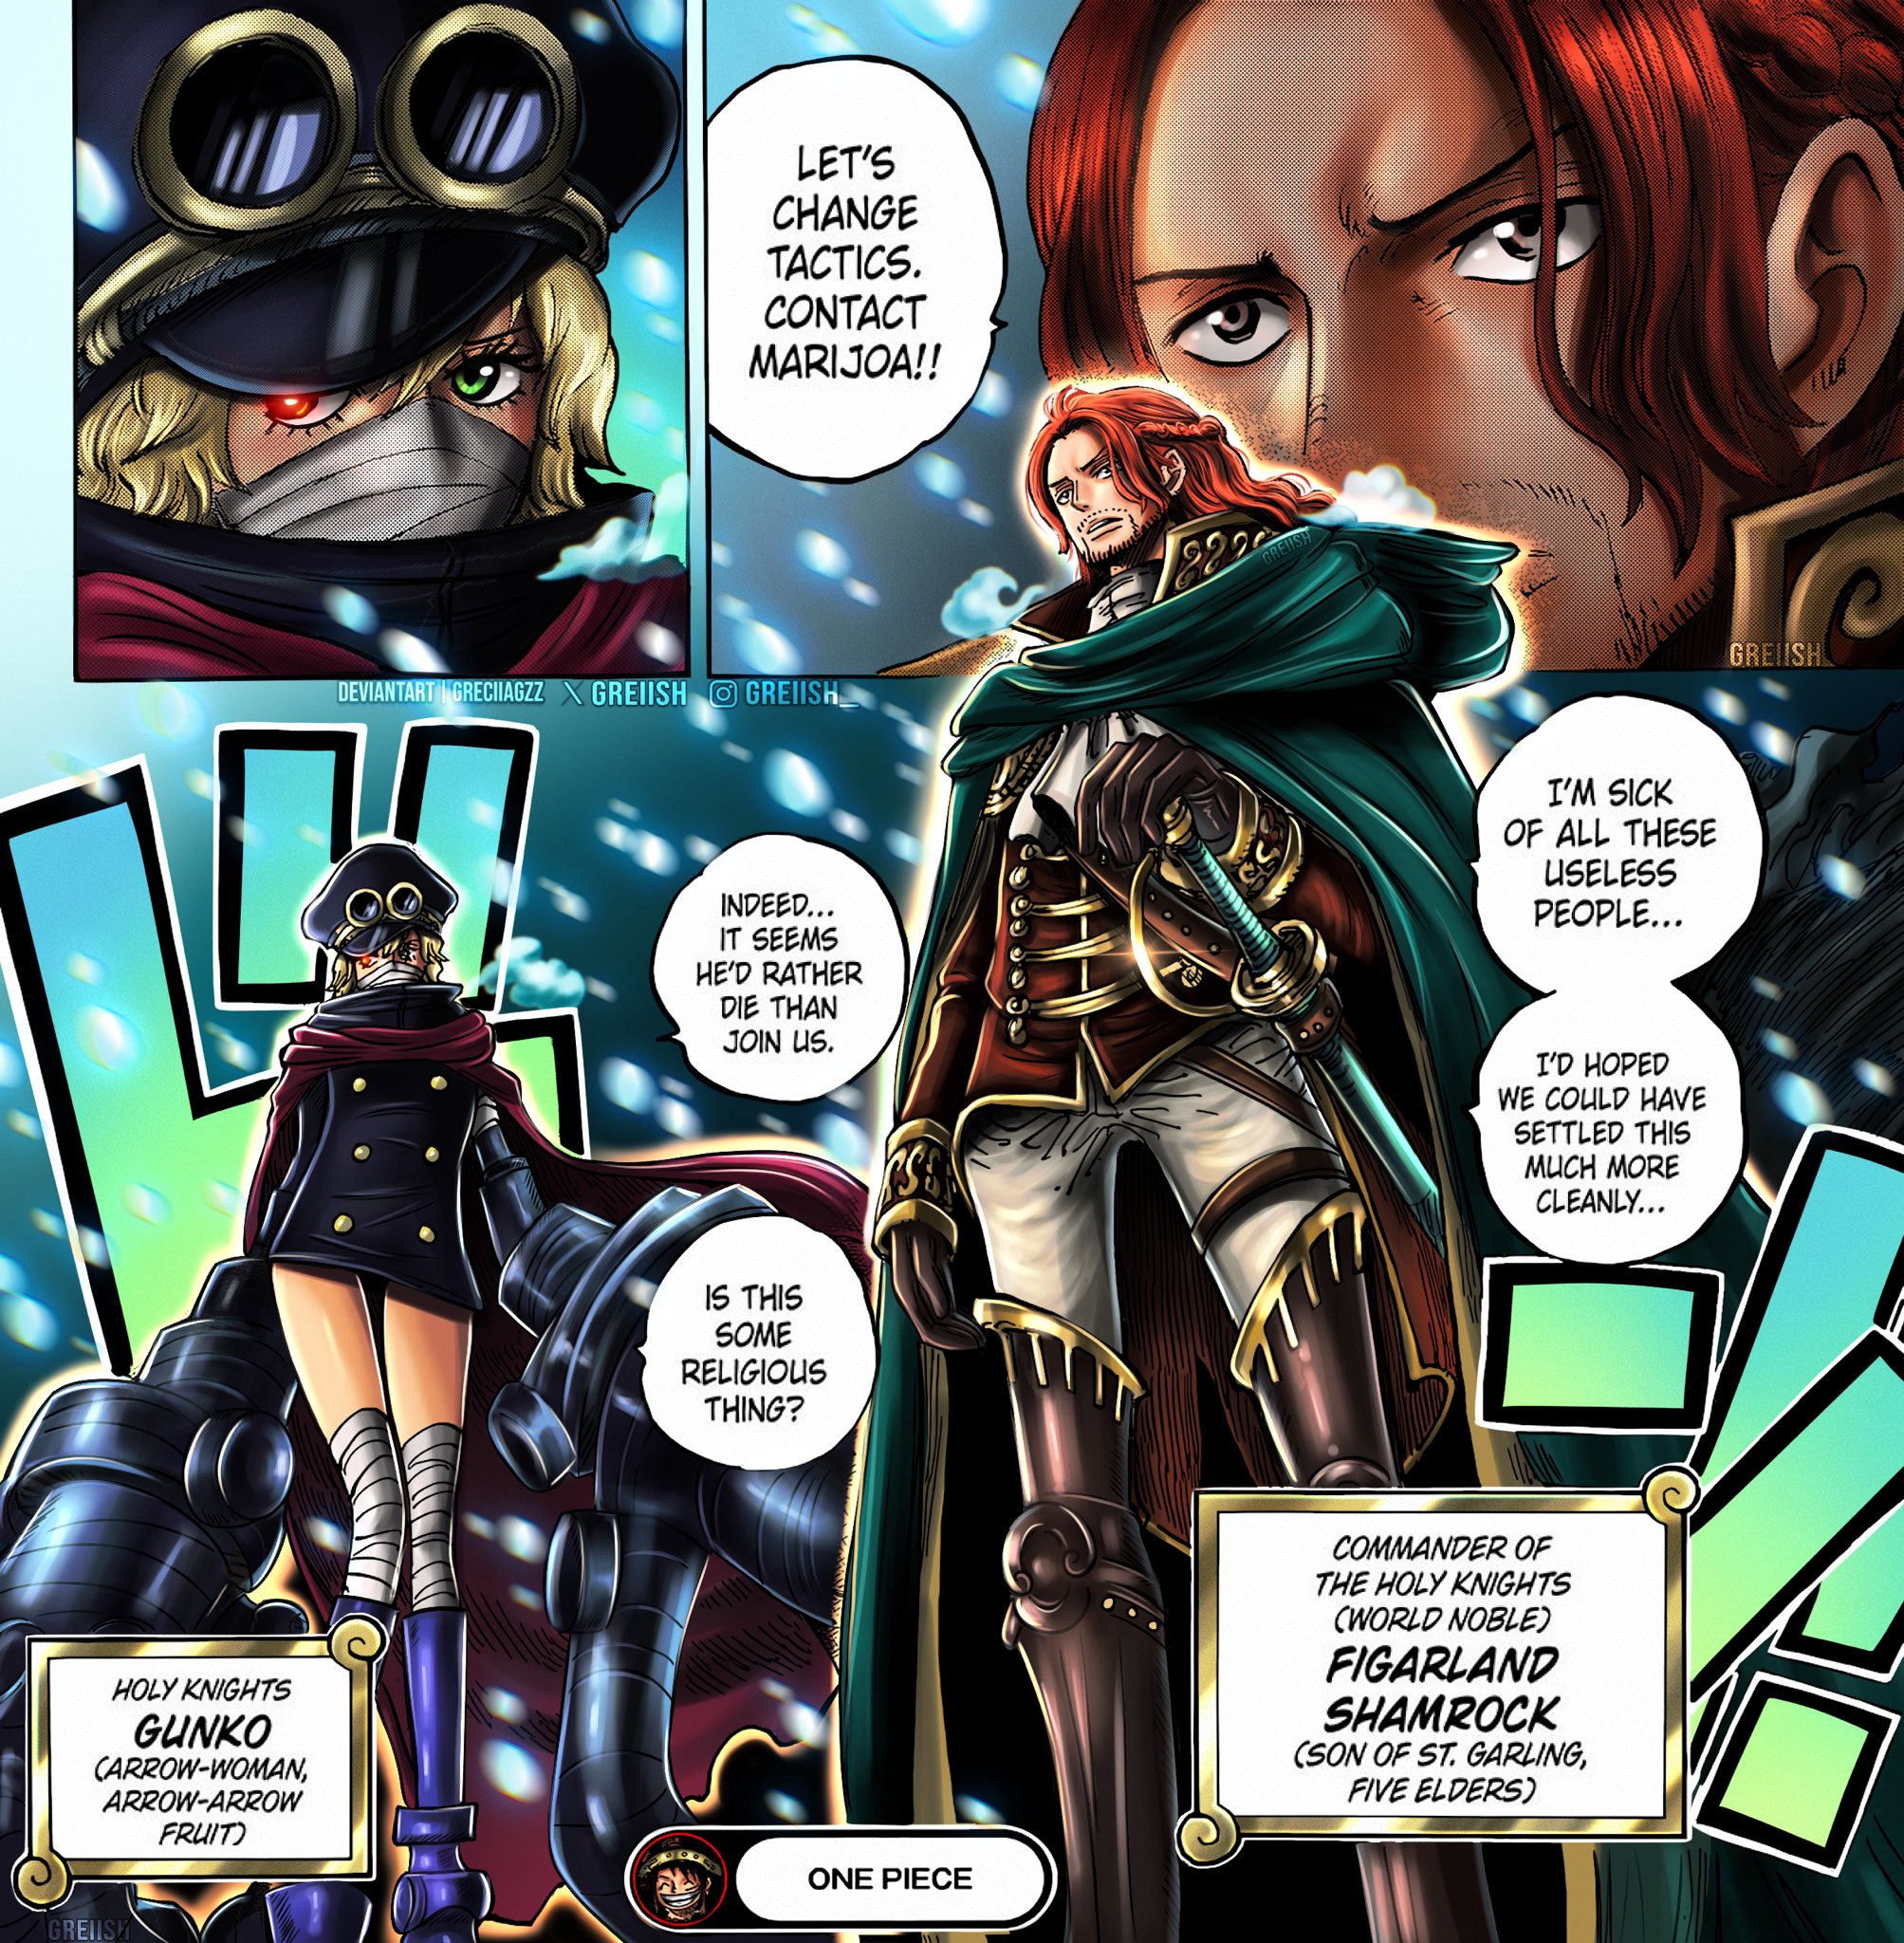 LET'S
CHANGE
TACTICS.
CONTACT
MARIJOA!!
GREIISH
GREIISH
DEVIANTART | GRECIIAGZZ X GREIISH GREIISH_
I'M SICK
OF ALL THESE
USELESS
PEOPLE...
I'D HOPED
WE COULD HAVE
SETTLED THIS
MUCH MORE
CLEANLY...
INDEED...
IT SEEMS
HE'D RATHER
DIE THAN
JOIN US.
IS THIS
SOME
RELIGIOUS
THING?
COMMANDER OF
THE HOLY KNIGHTS
(WORLD NOBLE)
FIGARLAND
SHAMROCK
(SON OF ST. GARLING,
FIVE ELDERS)
HOLY KNIGHTS
GUNKO
(ARROW-WOMAN,
ARROW-ARROW
FRUIT)
ONE PIECE
GREIISH